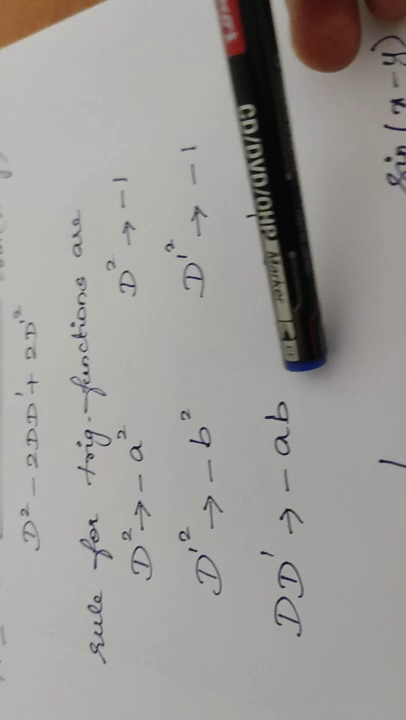 D² - 2DD' + 2D'²
rule for trig. functions are
D² → - a² D² → - 1
D'² → - b² D'² → - 1
DD' → - ab
CD/DVD/OHP Marker
sin(x-y)